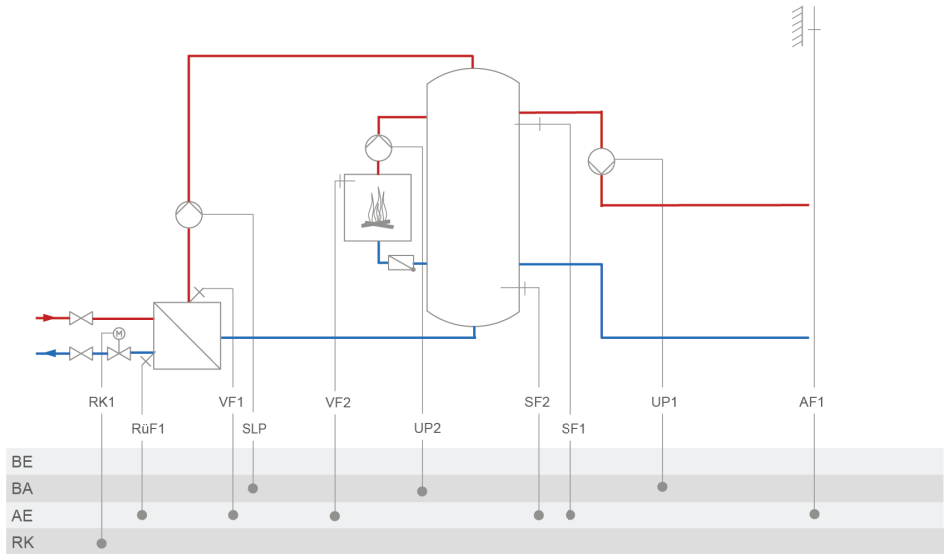 M
RK1
VF1
VF2
SF2
UP1
AF1
RüF1
SLP
UP2
SF1
BE
BA
AE
RK